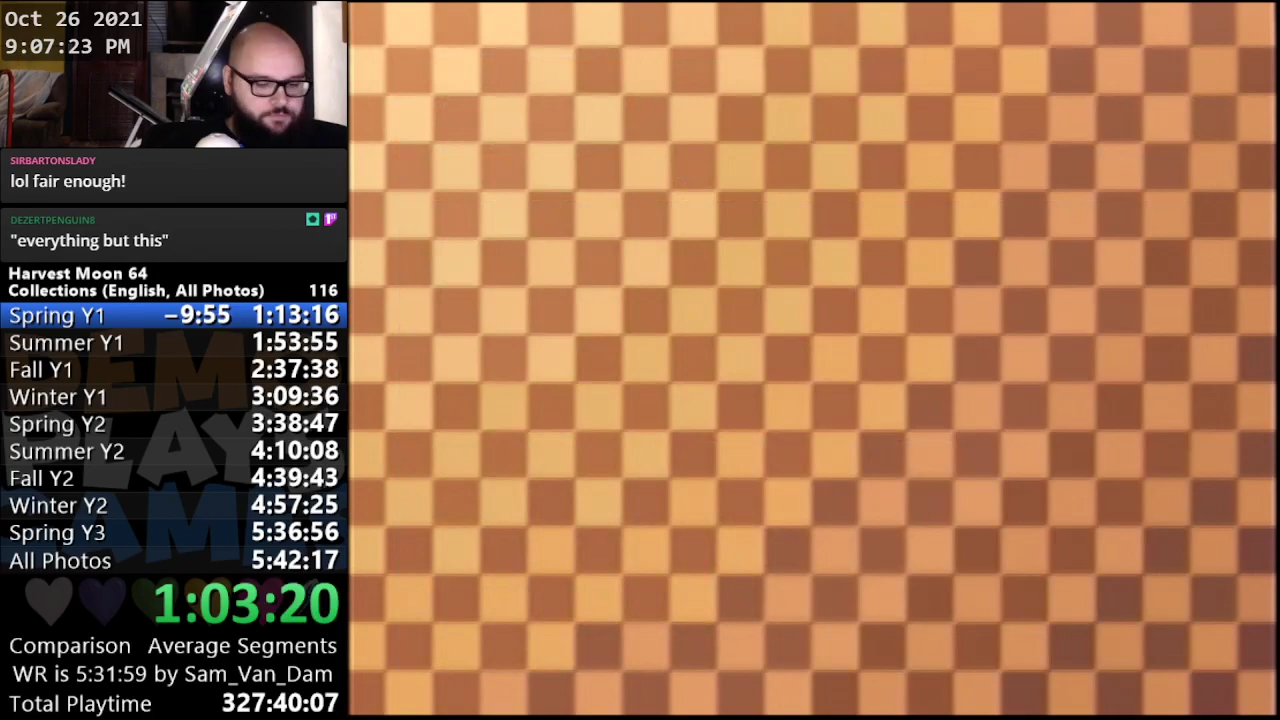 Oct 26 2021
9:07:23 PM
SIRBARTONSLADY
lol fair enough!
DEZERTPENGUIN8
"everything but this"
Harvest Moon 64
Collections (English, All Photos) 116
Spring Y1 −9:55 1:13:16
Summer Y1 1:53:55
Fall Y1 2:37:38
Winter Y1 3:09:36
Spring Y2 3:38:47
Summer Y2 4:10:08
Fall Y2 4:39:43
Winter Y2 4:57:25
Spring Y3 5:36:56
All Photos 5:42:17
1:03:20
Comparison Average Segments
WR is 5:31:59 by Sam_Van_Dam
Total Playtime 327:40:07